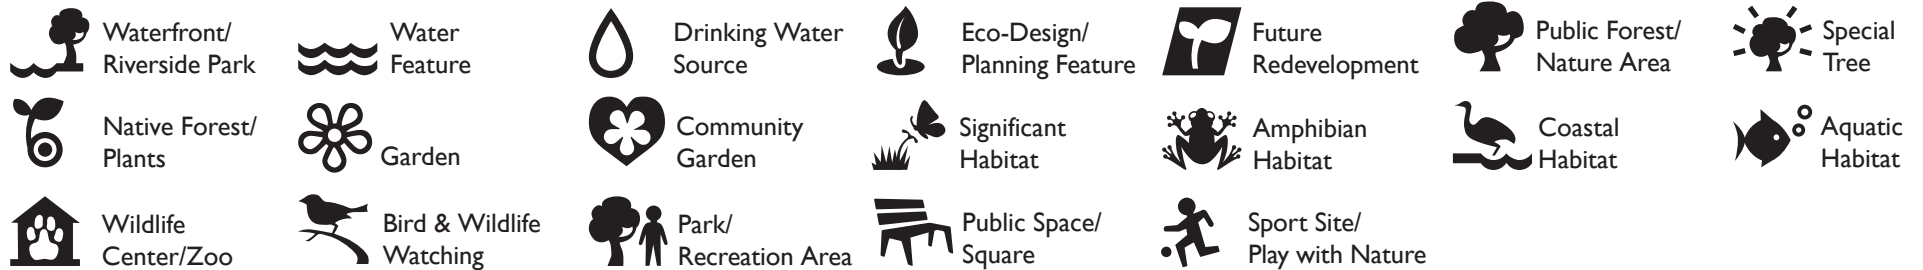 Waterfront/
Riverside Park
Water
Feature
Drinking Water
Source
Eco-Design/
Planning Feature
Future
Redevelopment
Public Forest/
Nature Area
Special
Tree
Native Forest/
Plants
Garden
Community
Garden
Significant
Habitat
Amphibian
Habitat
Coastal
Habitat
Aquatic
Habitat
Wildlife
Center/Zoo
Bird & Wildlife
Watching
Park/
Recreation Area
Public Space/
Square
Sport Site/
Play with Nature